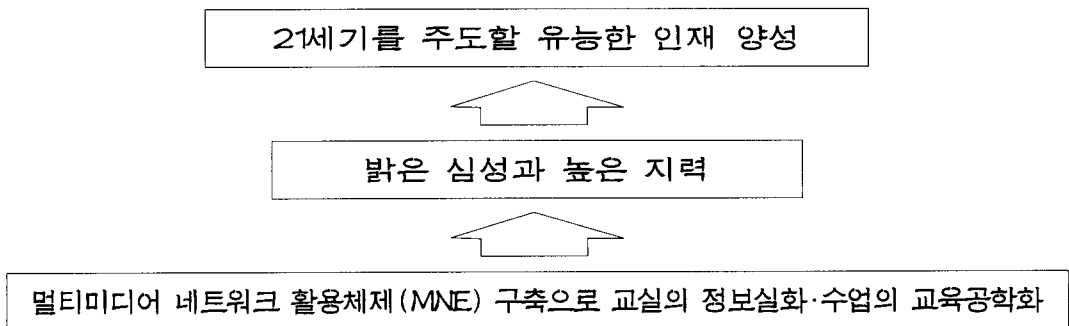 21세기를 주도할 유능한 인재 양성
밝은 심성과 높은 지력
멀티미디어 네트워크 활용체제(MNE) 구축으로 교실의 정보실화·수업의 교육공학화